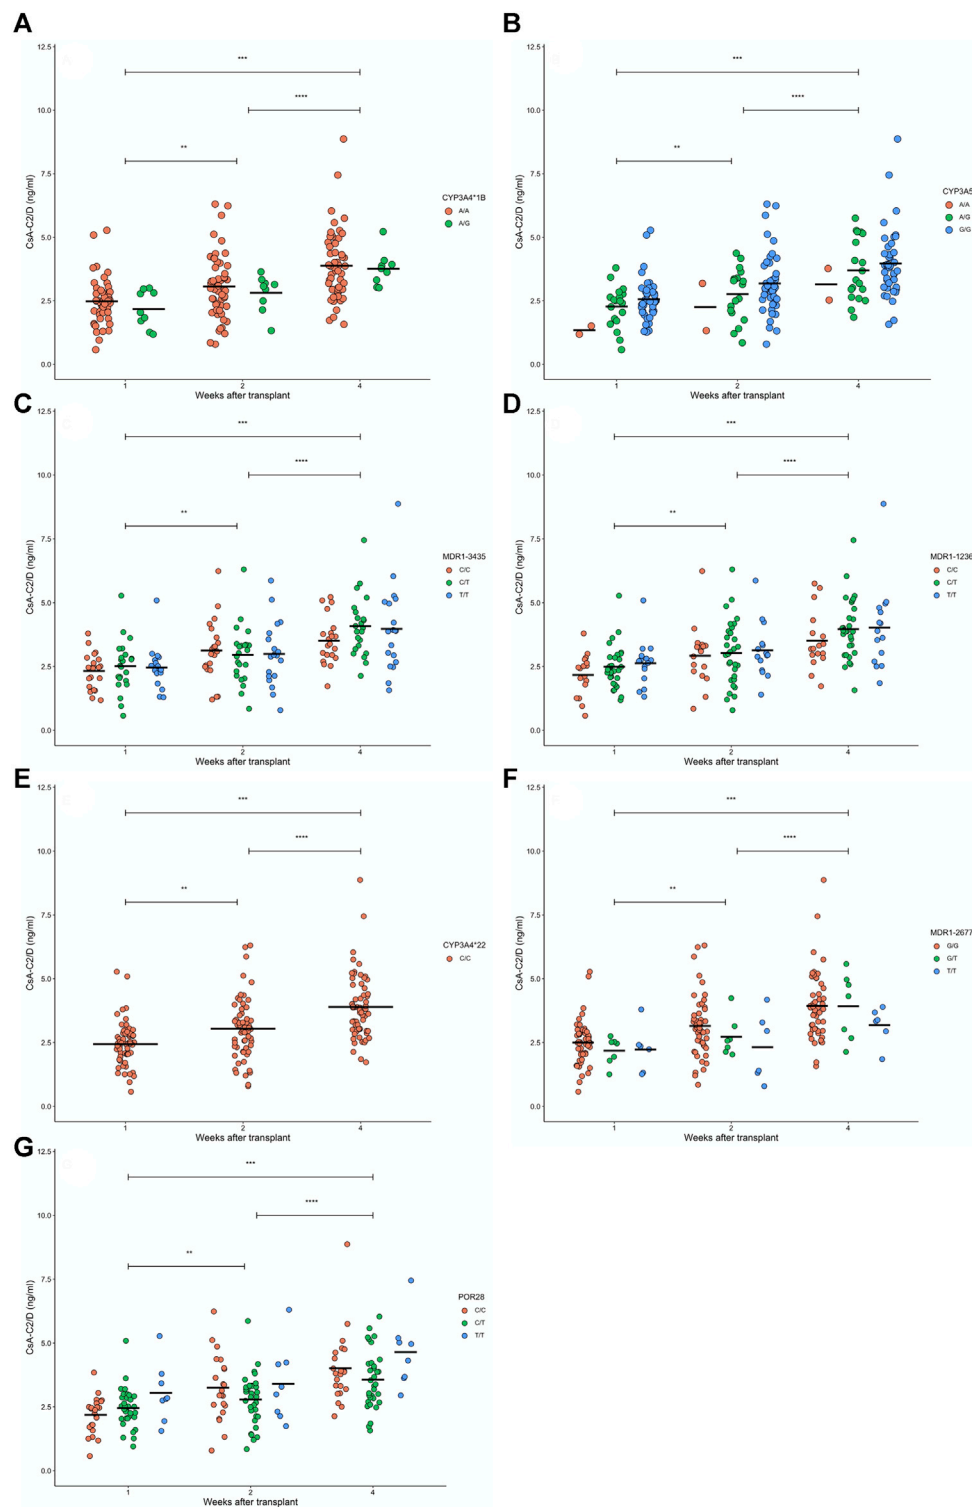 A
12.5
***
10.0
****
7.5
**
CsA-C2/D (ng/ml)
CYP3A4*1B
A/A
A/G
5.0
2.5
0.0
1 2 4
Weeks after transplant
B
12.5
***
10.0
****
7.5
**
CsA-C2/D (ng/ml)
CYP3A5
A/A
A/G
G/G
5.0
2.5
0.0
1 2 4
Weeks after transplant
C
12.5
***
10.0
****
7.5
**
CsA-C2/D (ng/ml)
MDR1-3435
C/C
C/T
T/T
5.0
2.5
0.0
1 2 4
Weeks after transplant
D
12.5
***
10.0
****
7.5
**
CsA-C2/D (ng/ml)
MDR1-1236
C/C
C/T
T/T
5.0
2.5
0.0
1 2 4
Weeks after transplant
E
12.5
***
10.0
****
7.5
**
CsA-C2/D (ng/ml)
CYP3A4*22
C/C
5.0
2.5
0.0
1 2 4
Weeks after transplant
F
12.5
***
10.0
****
7.5
**
CsA-C2/D (ng/ml)
MDR1-2677
G/G
G/T
T/T
5.0
2.5
0.0
1 2 4
Weeks after transplant
G
12.5
***
10.0
****
7.5
**
CsA-C2/D (ng/ml)
POR28
C/C
C/T
T/T
5.0
2.5
0.0
1 2 4
Weeks after transplant